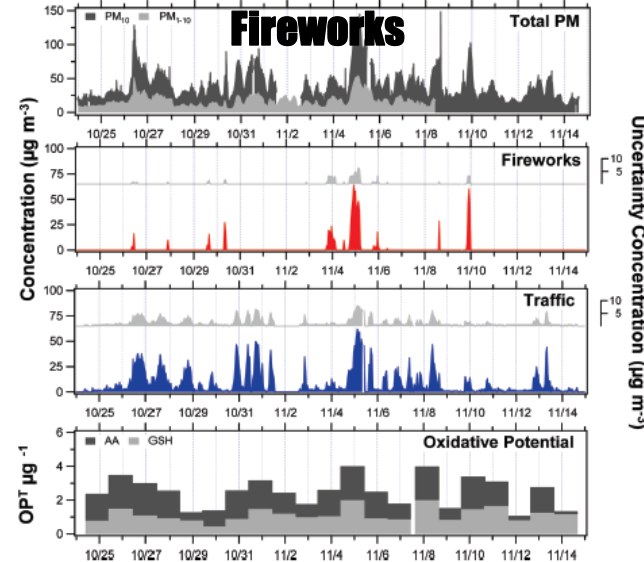 Fireworks
PM10 PM1-10 Total PM
150
100
50
0
10/25 10/27 10/29 10/31 11/2 11/4 11/6 11/8 11/10 11/12 11/14
Fireworks
100
75
50
25
0
10
5
10/25 10/27 10/29 10/31 11/2 11/4 11/6 11/8 11/10 11/12 11/14
Traffic
100
75
50
25
0
10
5
10/25 10/27 10/29 10/31 11/2 11/4 11/6 11/8 11/10 11/12 11/14
AA GSH Oxidative Potential
6
4
2
0
10/25 10/27 10/29 10/31 11/2 11/4 11/6 11/8 11/10 11/12 11/14
Concentration (µg m-3)
OPT µg -1
Uncertainty Concentration (µg m-3)